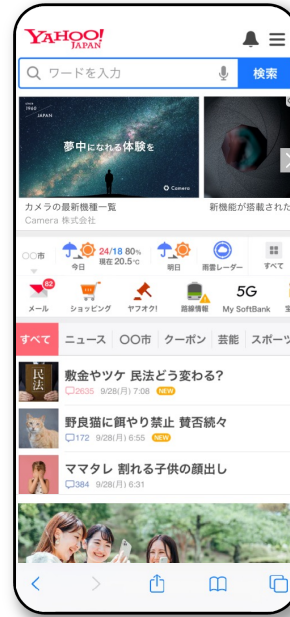 YAHOO!
JAPAN
ワードを入力
検索
since
1960
JAPAN
夢中になれる体験を
Camera
カメラの最新機種一覧
Camera 株式会社
新機能が搭載された
○○市
24/18 80%
現在 20.5℃
今日
明日
雨雲レーダー
すべて
82
メール
ショッピング
ヤフオク!
路線情報
5G
My SoftBank
すべて ニュース ○○市 クーポン 芸能 スポーツ
民法
敷金やツケ 民法どう変わる?
2635 9/28(月) 7:08 NEW
野良猫に餌やり禁止 賛否続々
172 9/28(月) 6:55 NEW
ママタレ 割れる子供の顔出し
384 9/28(月) 6:31